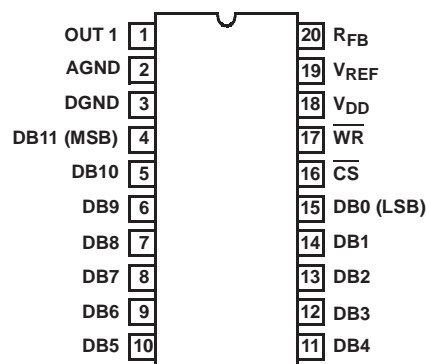 OUT 1 1 20 RFB
AGND 2 19 VREF
DGND 3 18 VDD
DB11 (MSB) 4 17 W̅R̅
DB10 5 16 C̅S̅
DB9 6 15 DB0 (LSB)
DB8 7 14 DB1
DB7 8 13 DB2
DB6 9 12 DB3
DB5 10 11 DB4